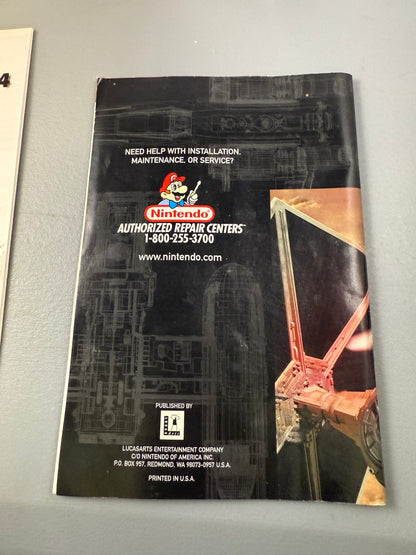 4
NEED HELP WITH INSTALLATION,
MAINTENANCE, OR SERVICE?
Nintendo
AUTHORIZED REPAIR CENTERS™
1-800-255-3700
www.nintendo.com
PUBLISHED BY
LUCASARTS ENTERTAINMENT COMPANY
C/O NINTENDO OF AMERICA INC.
P.O. BOX 957, REDMOND, WA 98073-0957 U.S.A.
PRINTED IN U.S.A.